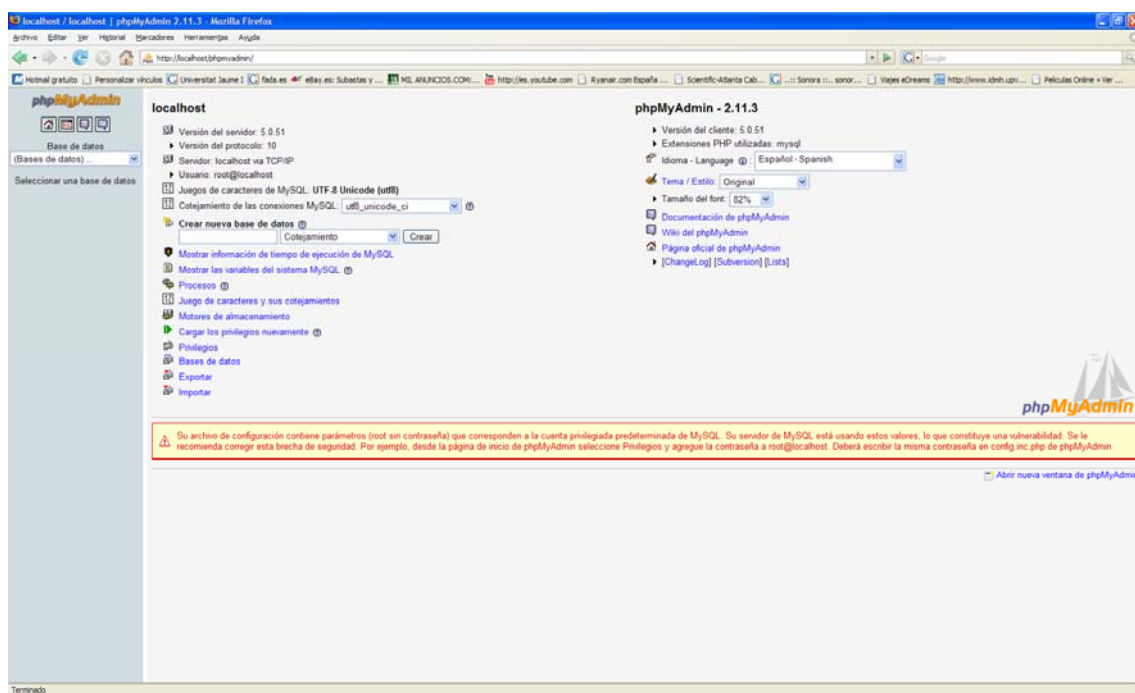 localhost / localhost | phpMyAdmin 2.11.3 - Mozilla Firefox
Archivo Editar Ver Historial Marcadores Herramientas Ayuda
http://localhost/phpmyadmin/
Google
Hotmail gratuito Personalizar vínculos Universitat Jaume I fada.es eBay.es: Subastas y ... MIL ANUNCIOS.COM:... http://es.youtube.com Ryanair.com España ... Scientific-Atlanta Cab... ..:: Sonora ::.. sonor... Viajes eDreams http://www.idmh.upv... Peliculas Online » Ver ...
phpMyAdmin
Base de datos
(Bases de datos) ...
Seleccionar una base de datos
localhost
Versión del servidor: 5.0.51
Versión del protocolo: 10
Servidor: localhost via TCP/IP
Usuario: root@localhost
Juegos de caracteres de MySQL: UTF-8 Unicode (utf8)
Cotejamiento de las conexiones MySQL: utf8_unicode_ci
Crear nueva base de datos
Cotejamiento Crear
Mostrar información de tiempo de ejecución de MySQL
Mostrar las variables del sistema MySQL
Procesos
Juego de caracteres y sus cotejamientos
Motores de almacenamiento
Cargar los privilegios nuevamente
Privilegios
Bases de datos
Exportar
Importar
phpMyAdmin - 2.11.3
Versión del cliente: 5.0.51
Extensiones PHP utilizadas: mysql
Idioma - Language : Español - Spanish
Tema / Estilo: Original
Tamaño del font: 82%
Documentación de phpMyAdmin
Wiki del phpMyAdmin
Página oficial de phpMyAdmin
[ChangeLog] [Subversion] [Lists]
phpMyAdmin
Su archivo de configuración contiene parámetros (root sin contraseña) que corresponden a la cuenta privilegiada predeterminada de MySQL. Su servidor de MySQL está usando estos valores, lo que constituye una vulnerabilidad. Se le
recomienda corregir esta brecha de seguridad. Por ejemplo, desde la página de inicio de phpMyAdmin seleccione Privilegios y agregue la contraseña a root@localhost. Deberá escribir la misma contraseña en config.inc.php de phpMyAdmin
Abrir nueva ventana de phpMyAdmin
Terminado